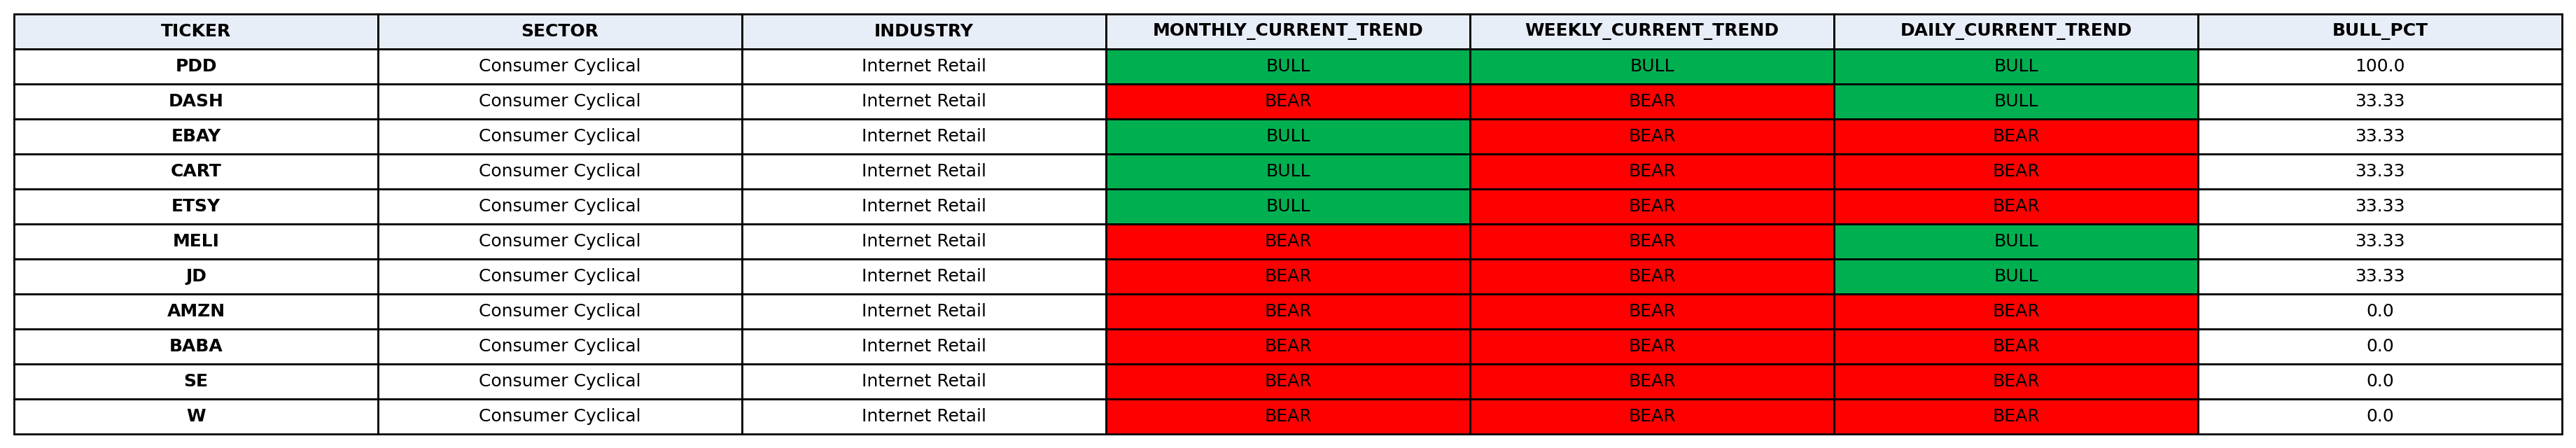 TICKER SECTOR INDUSTRY MONTHLY_CURRENT_TREND WEEKLY_CURRENT_TREND DAILY_CURRENT_TREND BULL_PCT
PDD Consumer Cyclical Internet Retail BULL BULL BULL 100.0
DASH Consumer Cyclical Internet Retail BEAR BEAR BULL 33.33
EBAY Consumer Cyclical Internet Retail BULL BEAR BEAR 33.33
CART Consumer Cyclical Internet Retail BULL BEAR BEAR 33.33
ETSY Consumer Cyclical Internet Retail BULL BEAR BEAR 33.33
MELI Consumer Cyclical Internet Retail BEAR BEAR BULL 33.33
JD Consumer Cyclical Internet Retail BEAR BEAR BULL 33.33
AMZN Consumer Cyclical Internet Retail BEAR BEAR BEAR 0.0
BABA Consumer Cyclical Internet Retail BEAR BEAR BEAR 0.0
SE Consumer Cyclical Internet Retail BEAR BEAR BEAR 0.0
W Consumer Cyclical Internet Retail BEAR BEAR BEAR 0.0